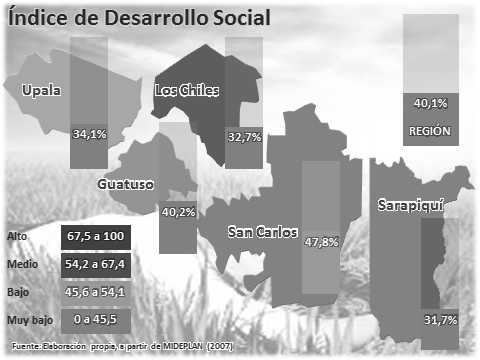 Índice de Desarrollo Social
Upala
Los Chiles
34,1%
32,7%
40,1%
REGIÓN
Guatuso
40,2%
San Carlos
47,8%
Sarapiquí
31,7%
Alto 67,5 a 100
Medio 54,2 a 67,4
Bajo 45,6 a 54,1
Muy bajo 0 a 45,5
Fuente: Elaboración propia, a partir de MIDEPLAN (2007)